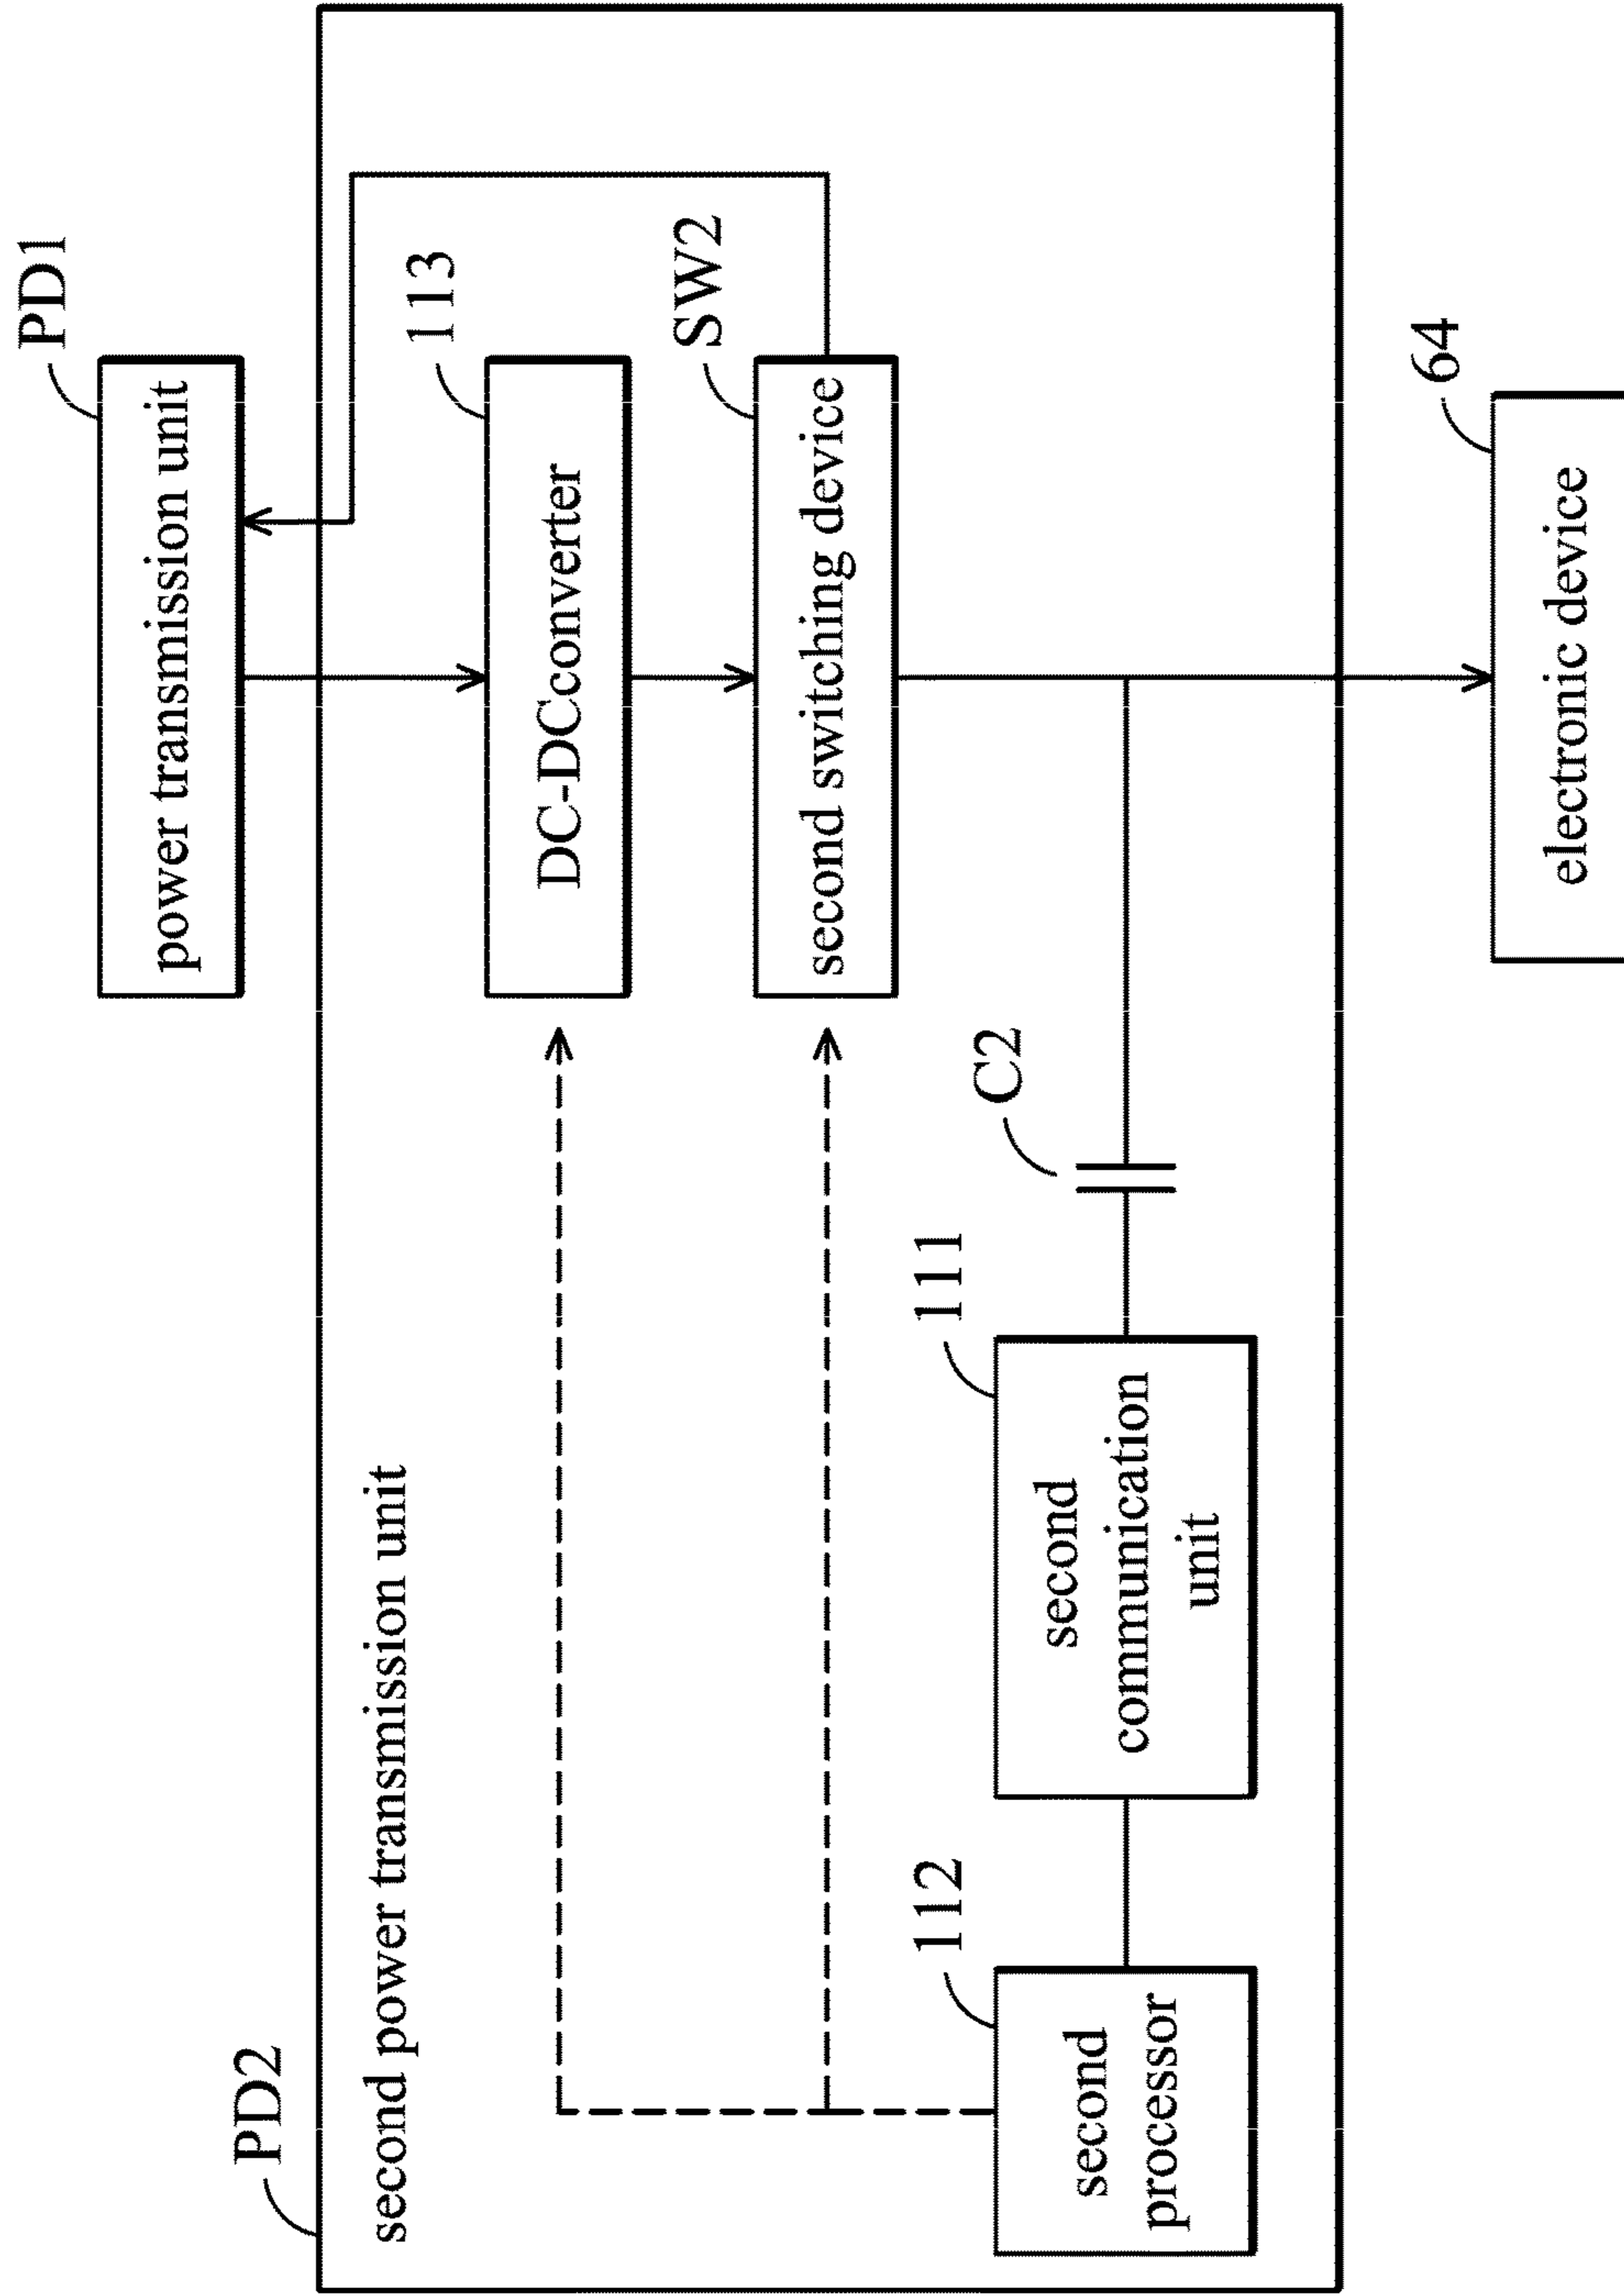 PD2
second power transmission unit
PD1
power transmission unit
113
DC-DCconverter
SW2
second switching device
C2
112
second
processor
111
second
communication
unit
64
electronic device